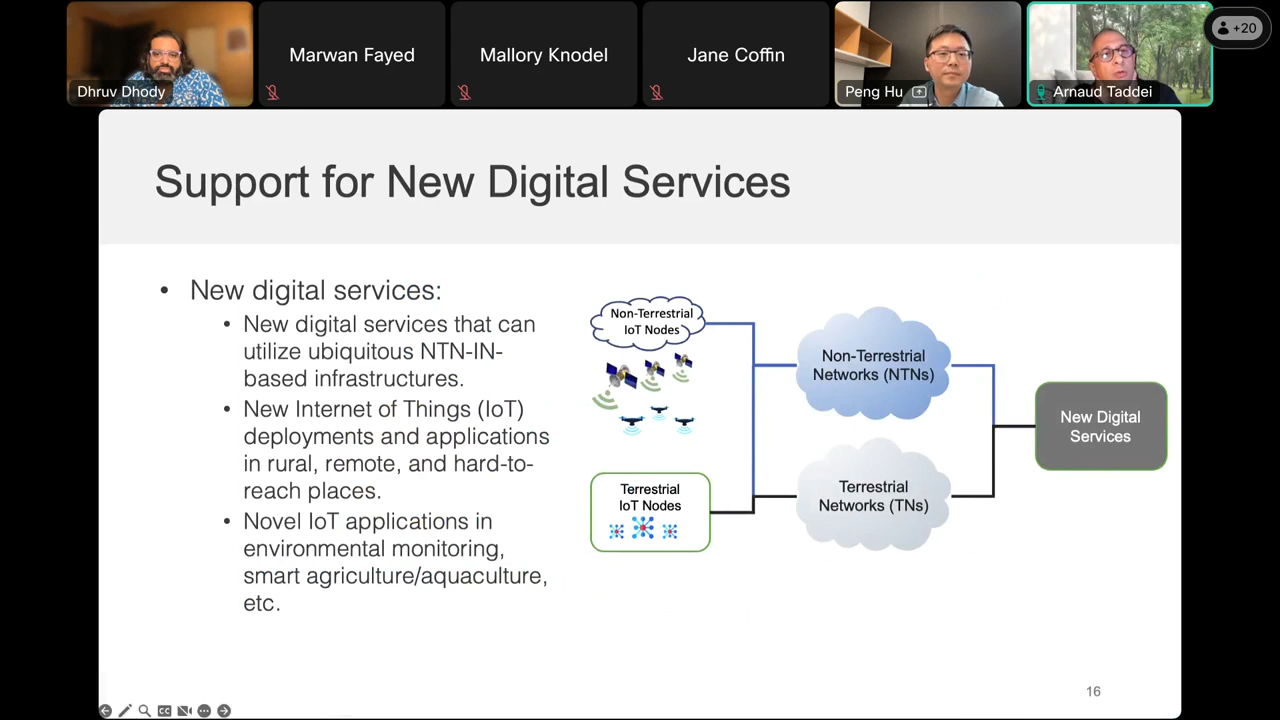 Dhruv Dhody
Marwan Fayed
Mallory Knodel
Jane Coffin
Peng Hu
Arnaud Taddei
+20
Support for New Digital Services
• New digital services:
• New digital services that can
utilize ubiquitous NTN-IN-
based infrastructures.
• New Internet of Things (IoT)
deployments and applications
in rural, remote, and hard-to-
reach places.
• Novel IoT applications in
environmental monitoring,
smart agriculture/aquaculture,
etc.
Non-Terrestrial
IoT Nodes
Terrestrial
IoT Nodes
Non-Terrestrial
Networks (NTNs)
Terrestrial
Networks (TNs)
New Digital
Services
16
CC